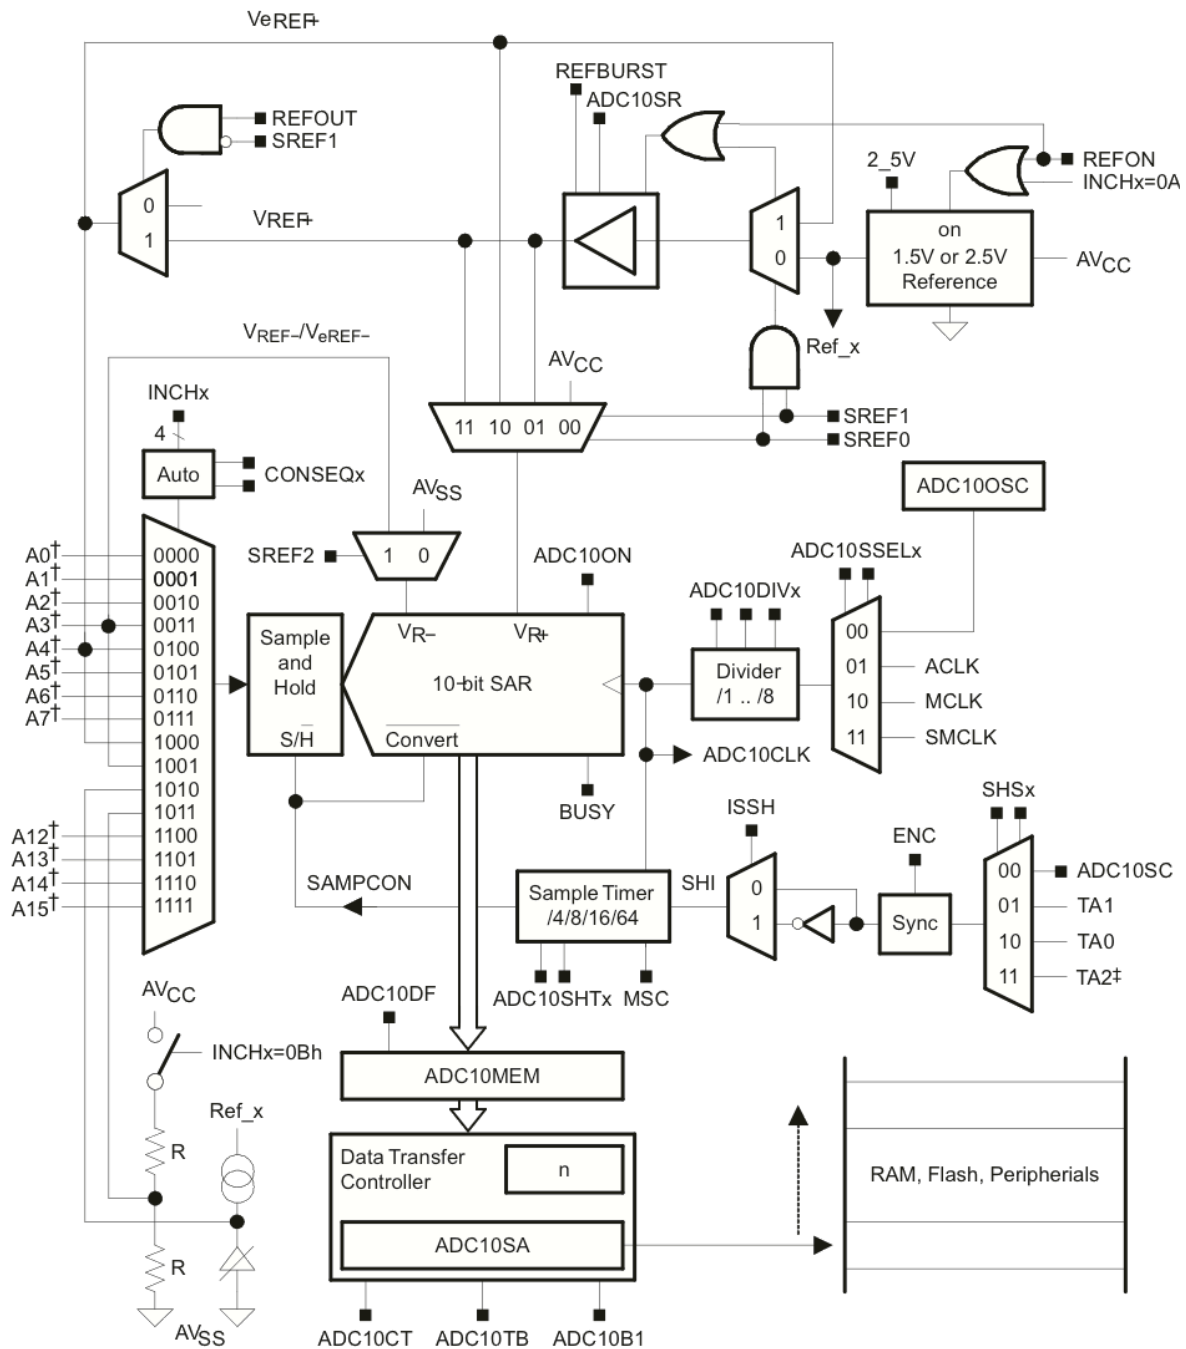 VeREF+
REFBURST
ADC10SR
REFOUT
SREF1
2_5V
REFON
INCHx=0A
0
1
VREF+
1
0
on
1.5V or 2.5V
Reference
AVCC
VREF−/VeREF−
Ref_x
AVCC
INCHx
4
11 10 01 00
SREF1
SREF0
Auto
CONSEQx
AVSS
ADC10OSC
SREF2
1 0
ADC10ON
ADC10SSELx
ADC10DIVx
A0†
A1†
A2†
A3†
A4†
A5†
A6†
A7†
A12†
A13†
A14†
A15†
0000
0001
0010
0011
0100
0101
0110
0111
1000
1001
1010
1011
1100
1101
1110
1111
Sample
and
Hold
S/H
VR−
VR+
10−bit SAR
Convert
Divider
/1 .. /8
00
01
10
11
ACLK
MCLK
SMCLK
ADC10CLK
BUSY
ISSH
SHSx
ENC
SAMPCON
Sample Timer
/4/8/16/64
SHI
0
1
Sync
00
01
10
11
ADC10SC
TA1
TA0
TA2‡
ADC10SHTx
MSC
AVCC
INCHx=0Bh
ADC10DF
ADC10MEM
Ref_x
R
R
AVSS
Data Transfer
Controller
n
ADC10SA
RAM, Flash, Peripherials
ADC10CT
ADC10TB
ADC10B1